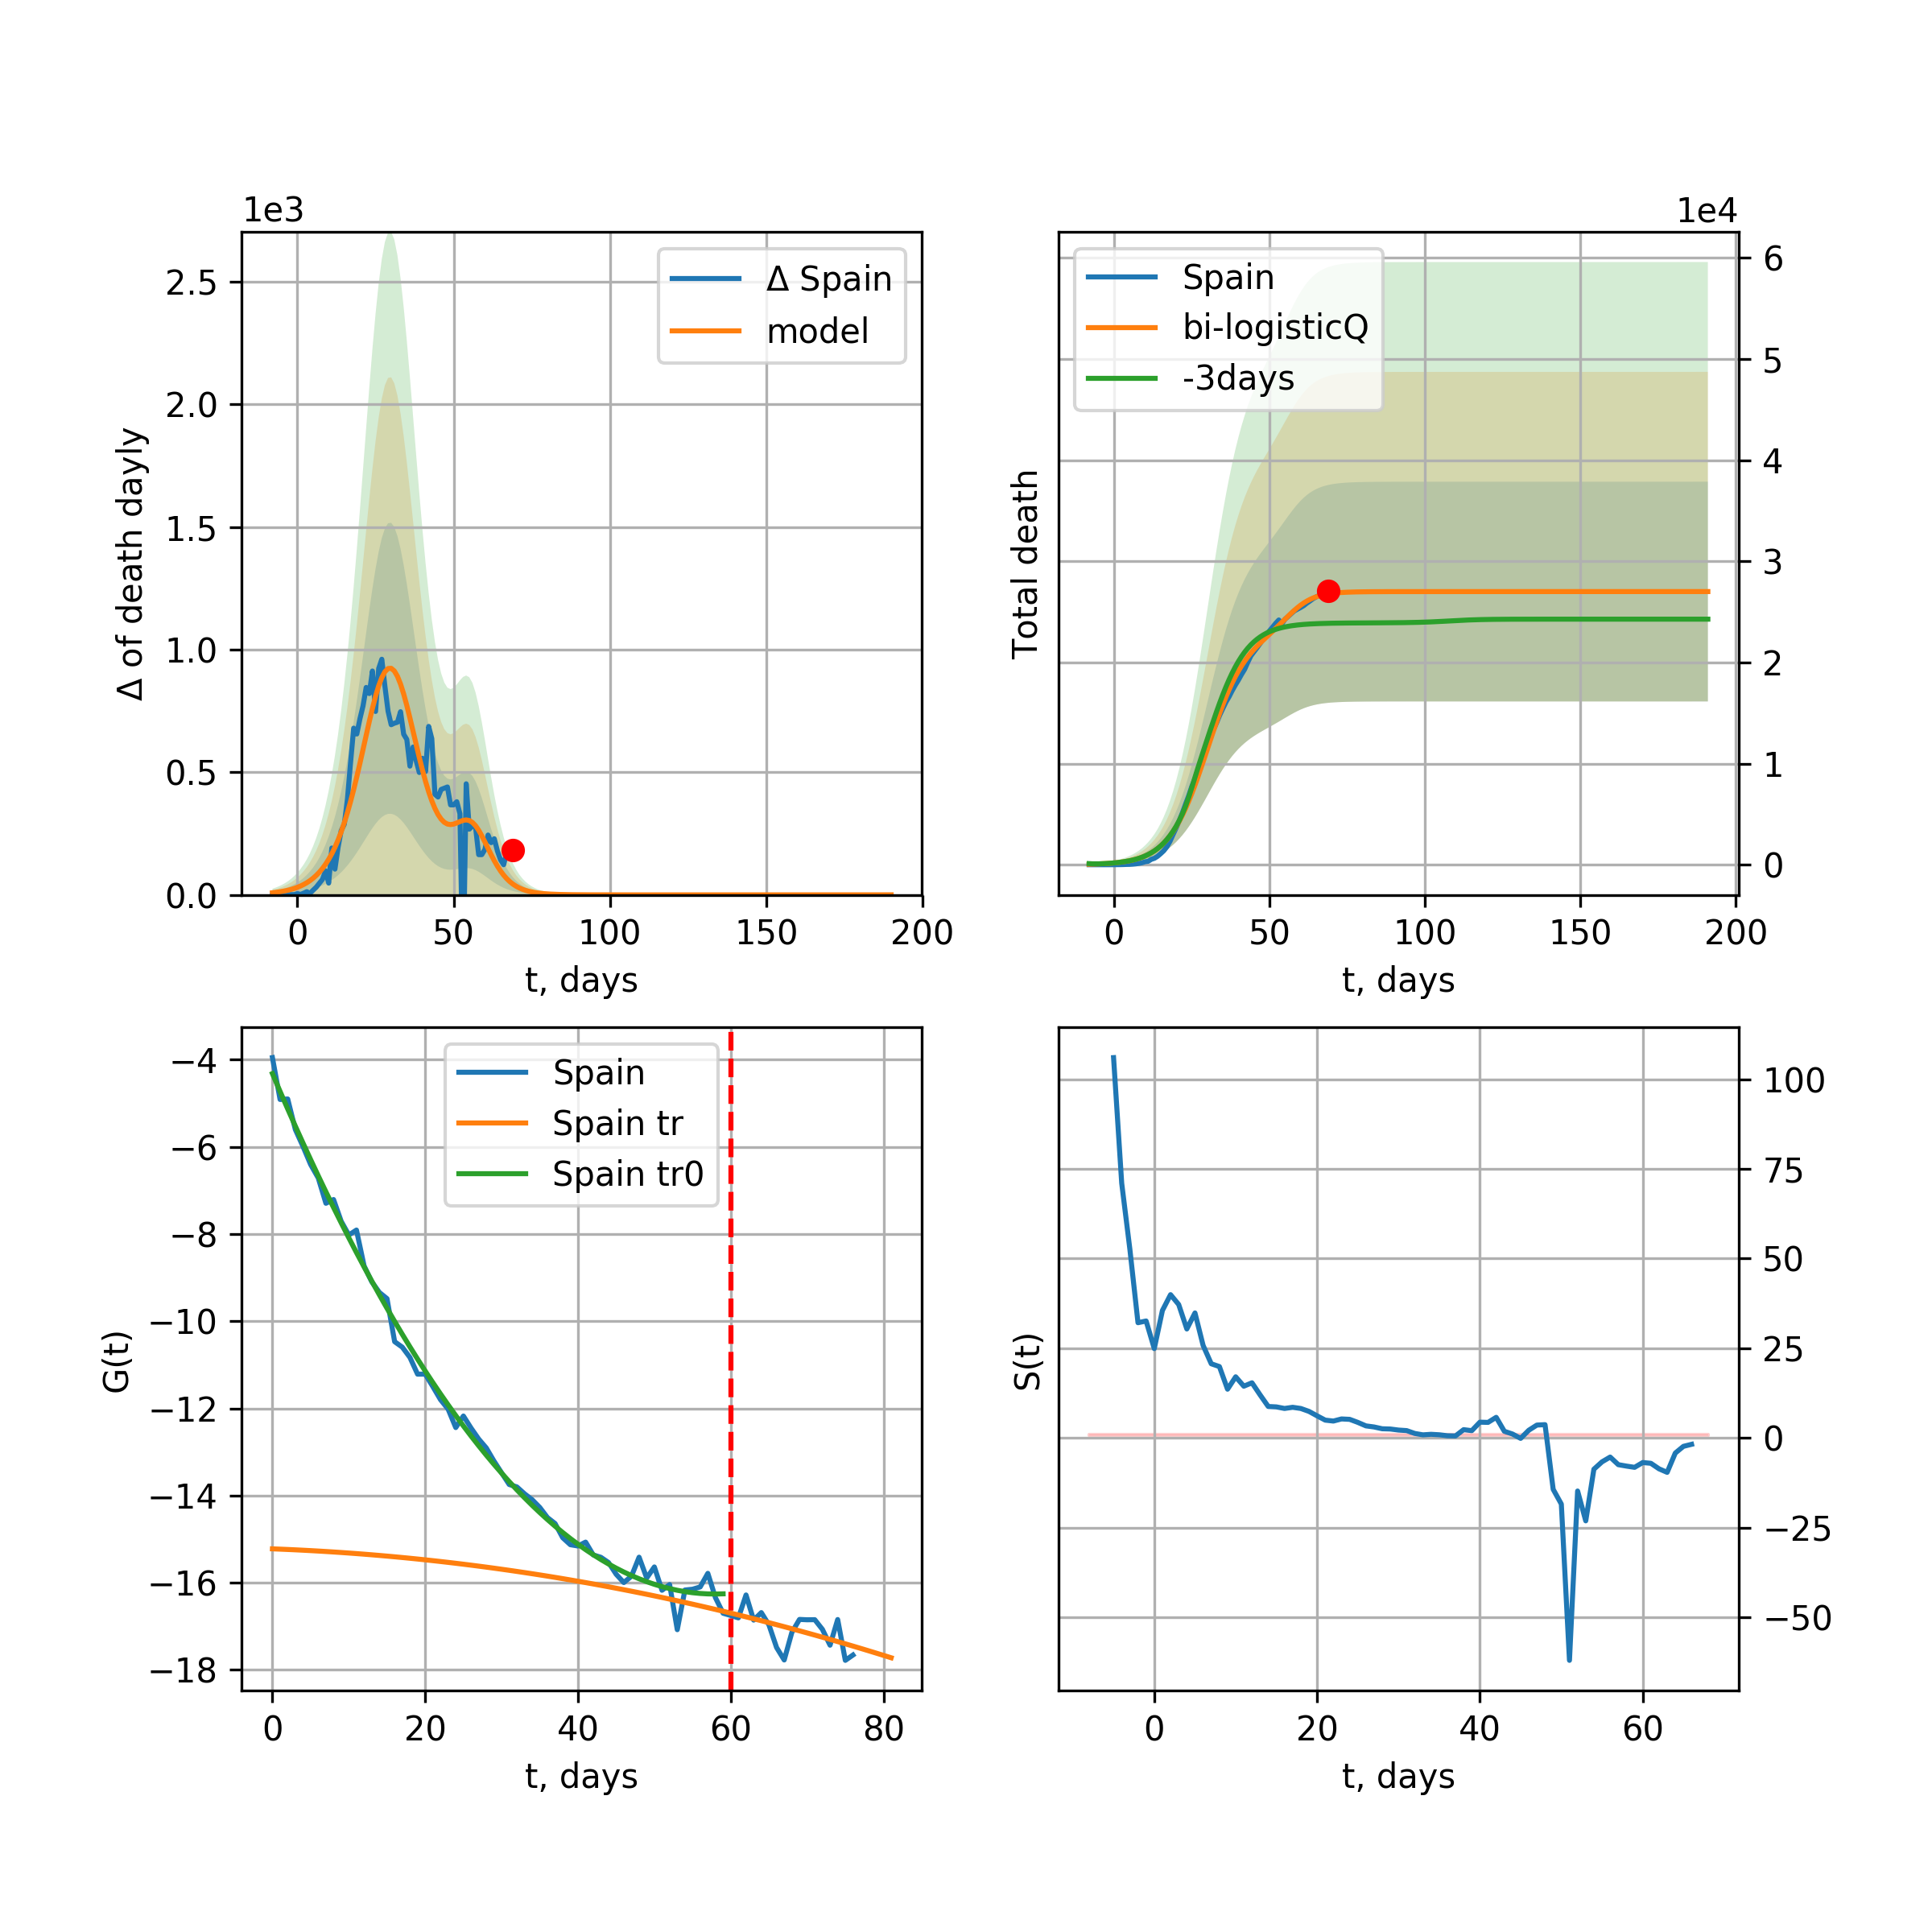 1e3
2.5
2.0
1.5
1.0
0.5
0.0
Δ of death dayly
Δ Spain
model
0 50 100 150 200
t, days
1e4
6
5
4
3
2
1
0
Total death
Spain
bi-logisticQ
-3days
0 50 100 150 200
t, days
−4
−6
−8
−10
−12
−14
−16
−18
G(t)
Spain
Spain tr
Spain tr0
0 20 40 60 80
t, days
100
75
50
25
0
−25
−50
S(t)
0 20 40 60
t, days